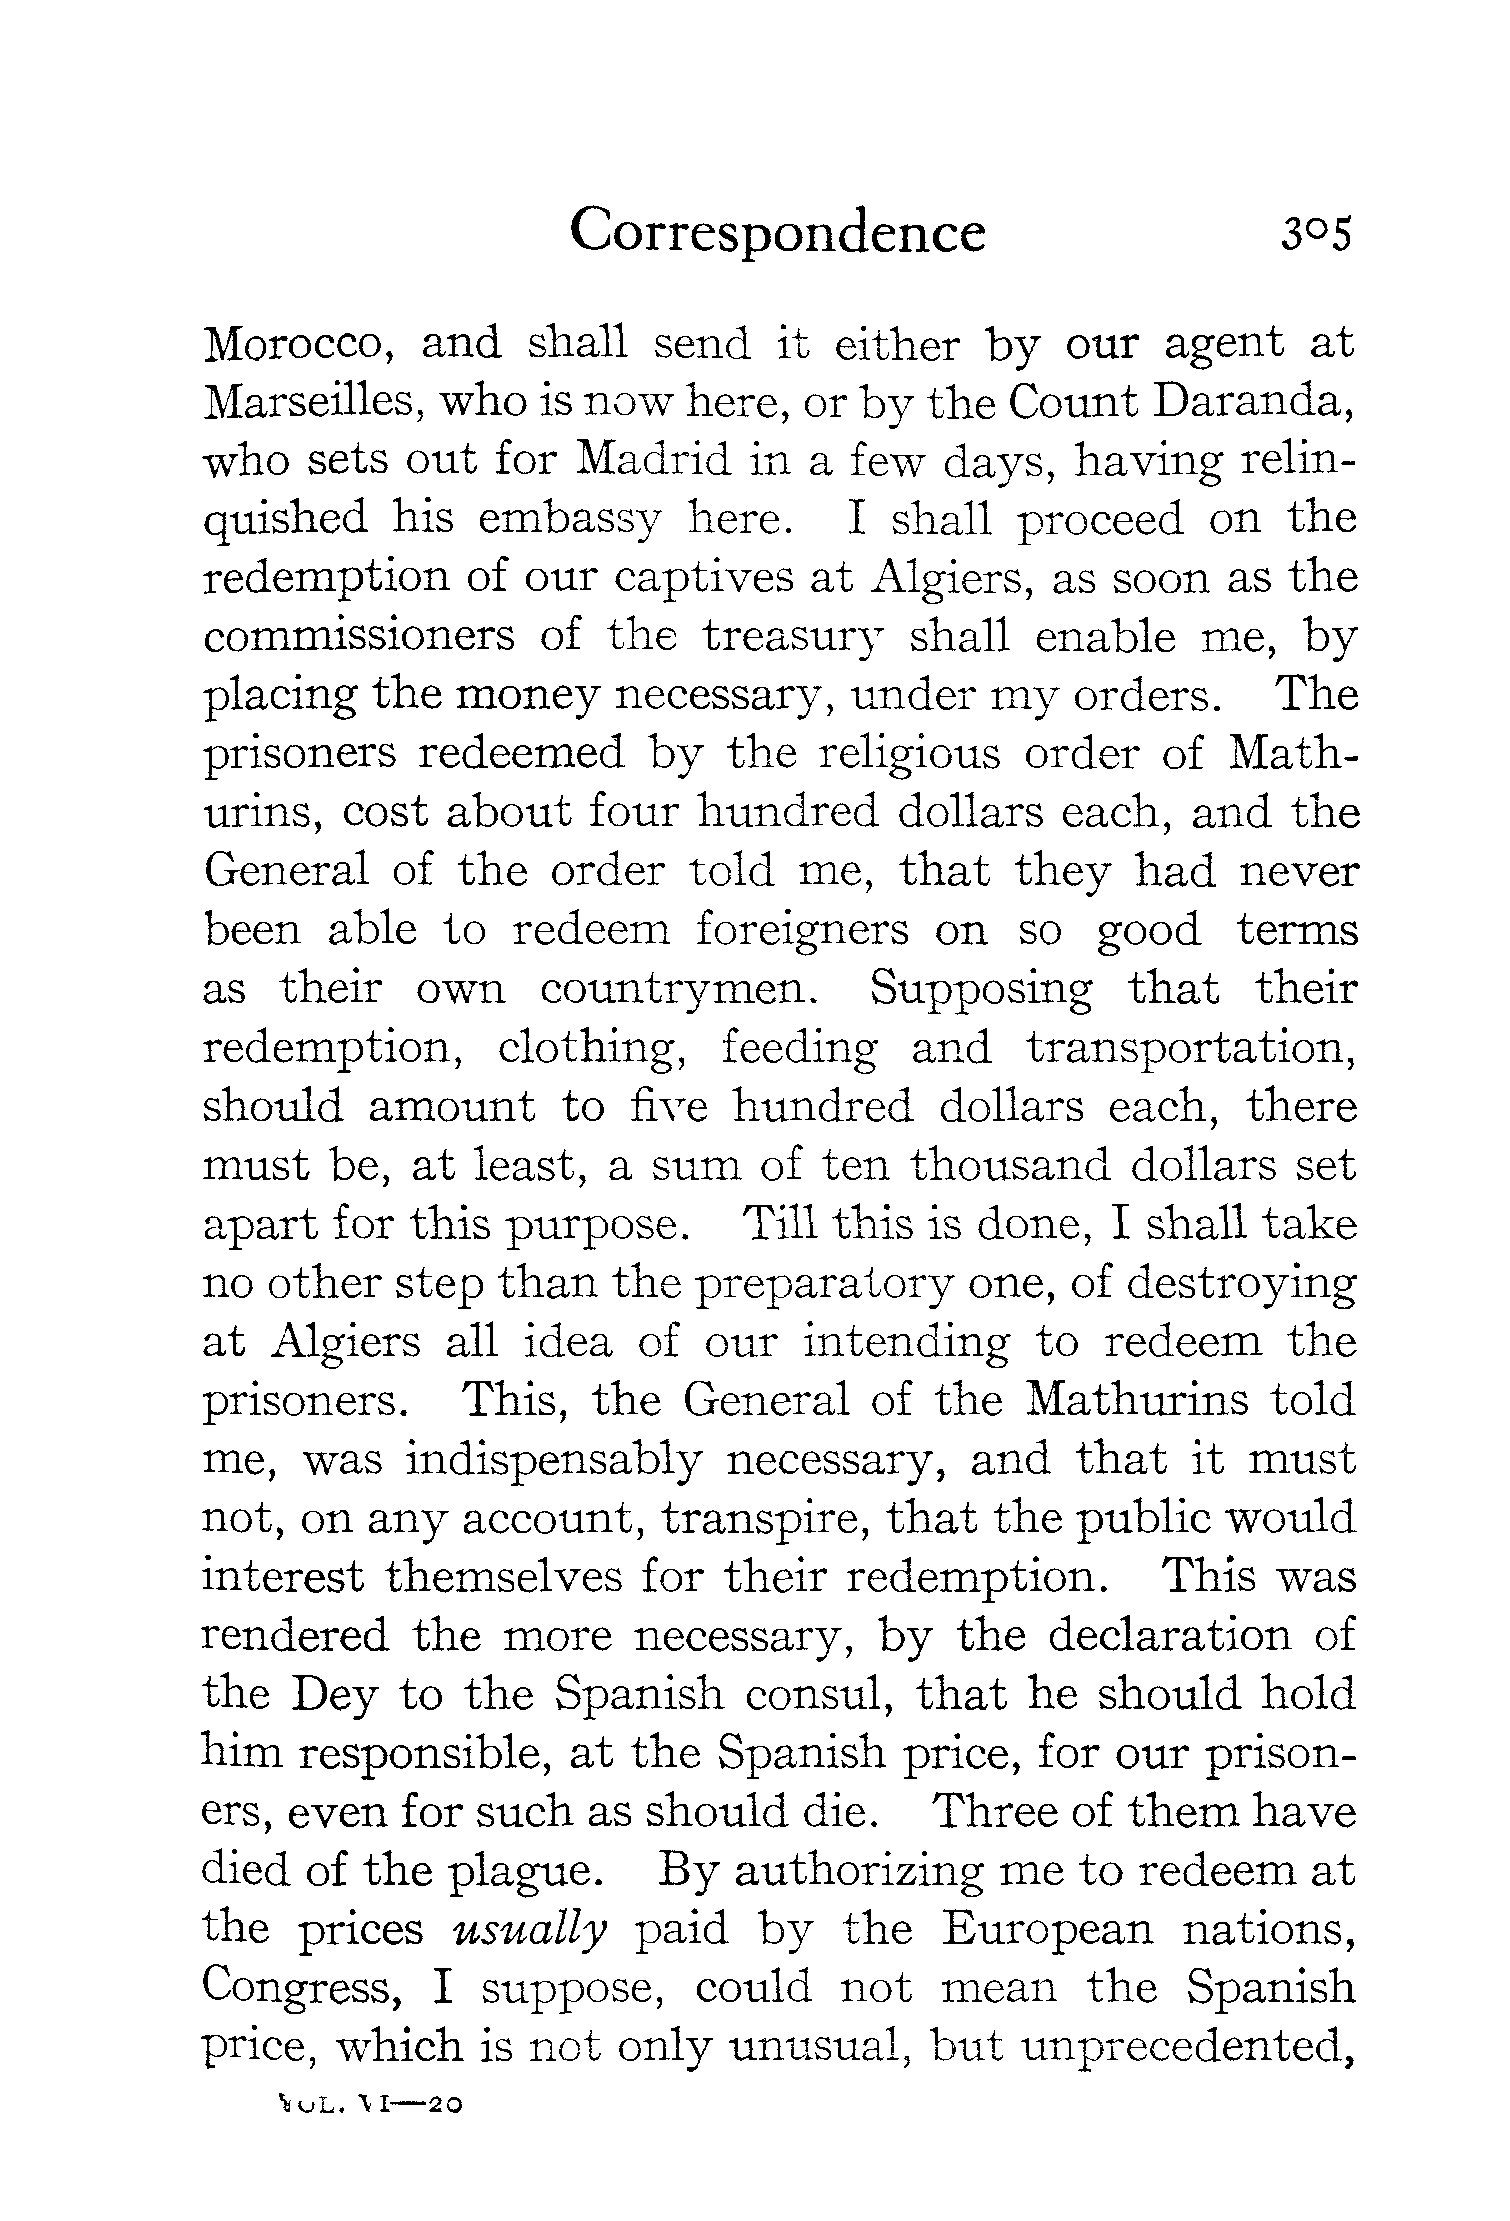 Correspondence 305
Morocco, and shall send it either by our agent at
Marseilles, who is now here, or by the Count Daranda,
who sets out for Madrid in a few days, having relin-
quished his embassy here. I shall proceed on the
redemption of our captives at Algiers, as soon as the
commissioners of the treasury shall enable me, by
placing the money necessary, under my orders. The
prisoners redeemed by the religious order of Math-
urins, cost about four hundred dollars each, and the
General of the order told me, that they had never
been able to redeem foreigners on so good terms
as their own countrymen. Supposing that their
redemption, clothing, feeding and transportation,
should amount to five hundred dollars each, there
must be, at least, a sum of ten thousand dollars set
apart for this purpose. Till this is done, I shall take
no other step than the preparatory one, of destroying
at Algiers all idea of our intending to redeem the
prisoners. This, the General of the Mathurins told
me, was indispensably necessary, and that it must
not, on any account, transpire, that the public would
interest themselves for their redemption. This was
rendered the more necessary, by the declaration of
the Dey to the Spanish consul, that he should hold
him responsible, at the Spanish price, for our prison-
ers, even for such as should die. Three of them have
died of the plague. By authorizing me to redeem at
the prices usually paid by the European nations,
Congress, I suppose, could not mean the Spanish
price, which is not only unusual, but unprecedented,
VOL. VI—20